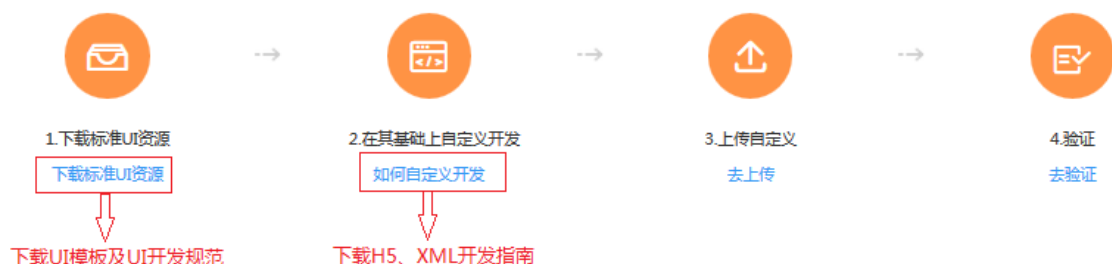 1.下载标准UI资源
2.在其基础上自定义开发
3.上传自定义
4.验证
下载标准UI资源
如何自定义开发
去上传
去验证
下载UI模板及UI开发规范
下载H5、XML开发指南